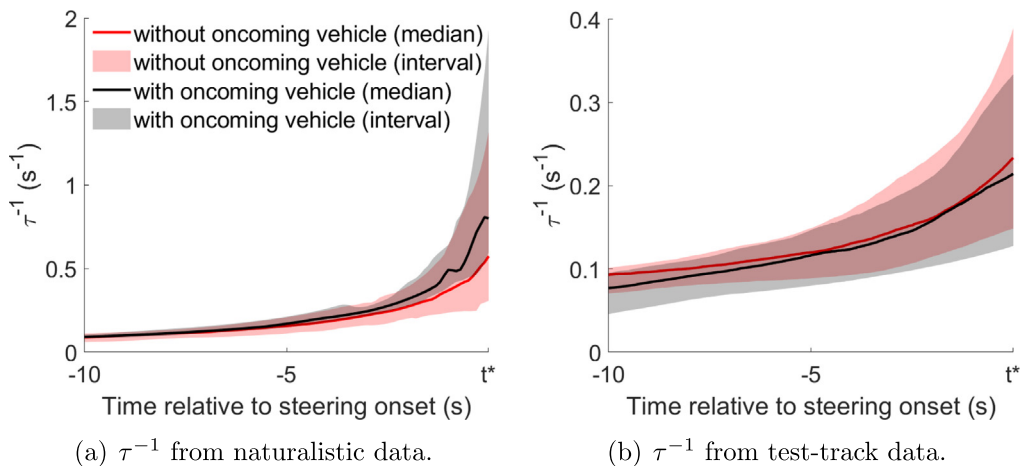 2
1.5
1
0.5
0
τ⁻¹ (s⁻¹)
without oncoming vehicle (median)
without oncoming vehicle (interval)
with oncoming vehicle (median)
with oncoming vehicle (interval)
-10
-5
t*
Time relative to steering onset (s)
(a) τ⁻¹ from naturalistic data.
0.4
0.3
0.2
0.1
0
τ⁻¹ (s⁻¹)
-10
-5
t*
Time relative to steering onset (s)
(b) τ⁻¹ from test-track data.